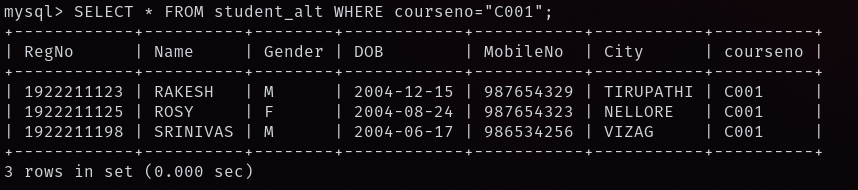 mysql> SELECT * FROM student_alt WHERE courseno="C001";
+------------+----------+--------+------------+-----------+-----------+----------+
| RegNo      | Name     | Gender | DOB        | MobileNo  | City      | courseno |
+------------+----------+--------+------------+-----------+-----------+----------+
| 1922211123 | RAKESH   | M      | 2004-12-15 | 987654329 | TIRUPATHI | C001     |
| 1922211125 | ROSY     | F      | 2004-08-24 | 987654323 | NELLORE   | C001     |
| 1922211198 | SRINIVAS | M      | 2004-06-17 | 986534256 | VIZAG     | C001     |
+------------+----------+--------+------------+-----------+-----------+----------+
3 rows in set (0.000 sec)